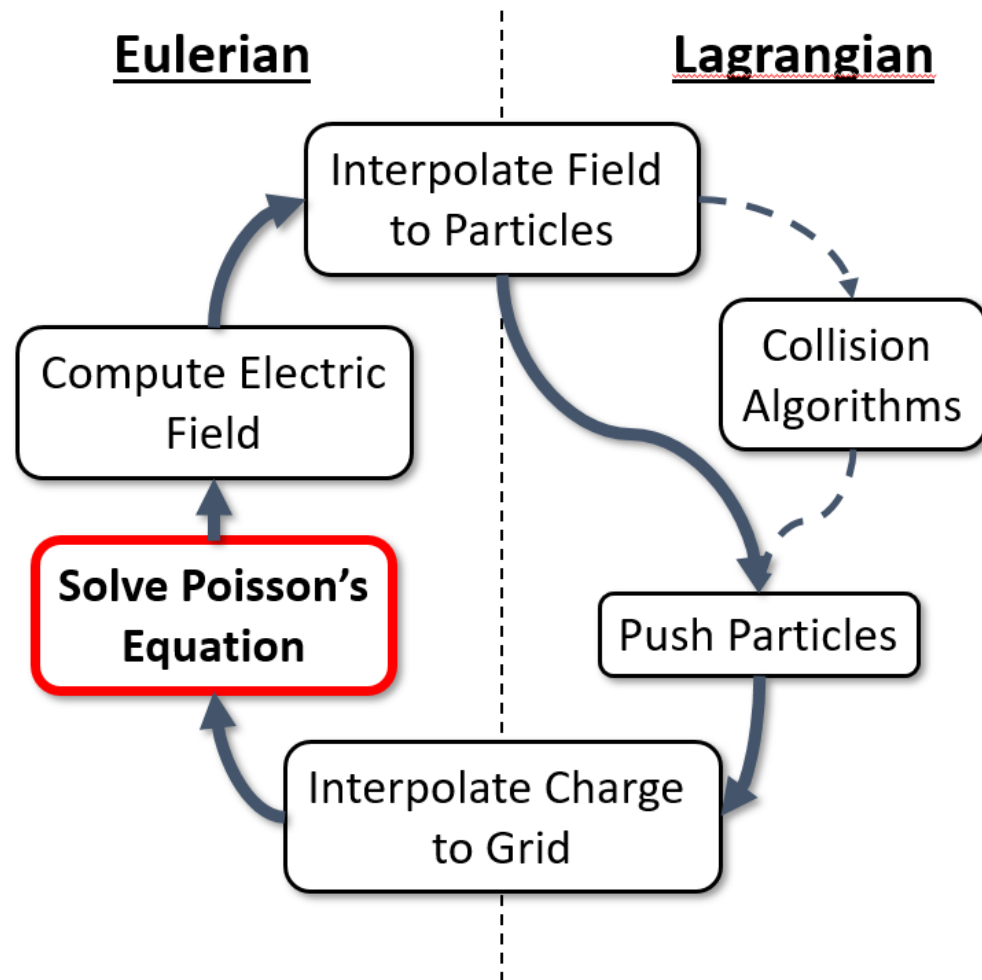 Eulerian
Lagrangian
Interpolate Field
to Particles
Collision
Algorithms
Compute Electric
Field
Solve Poisson’s
Equation
Push Particles
Interpolate Charge
to Grid